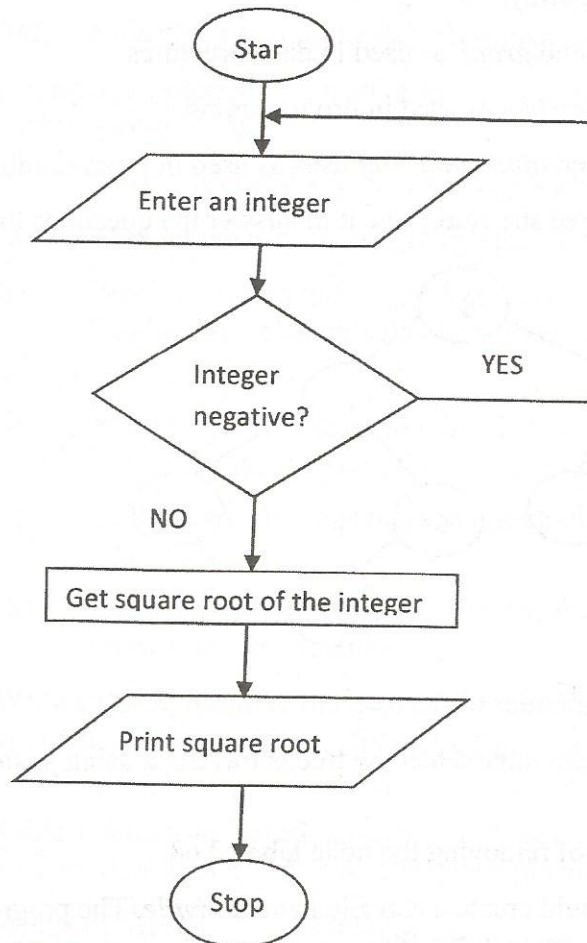 Star
Enter an integer
Integer
negative?
YES
NO
Get square root of the integer
Print square root
Stop